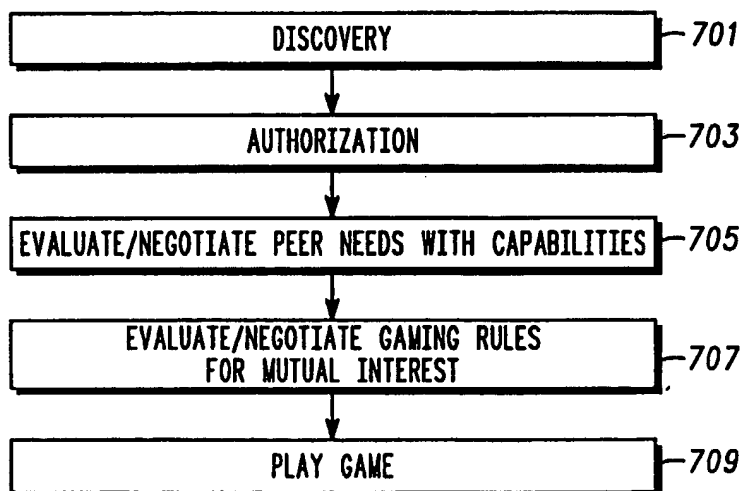 DISCOVERY 701
AUTHORIZATION 703
EVALUATE/NEGOTIATE PEER NEEDS WITH CAPABILITIES 705
EVALUATE/NEGOTIATE GAMING RULES
FOR MUTUAL INTEREST 707
PLAY GAME 709